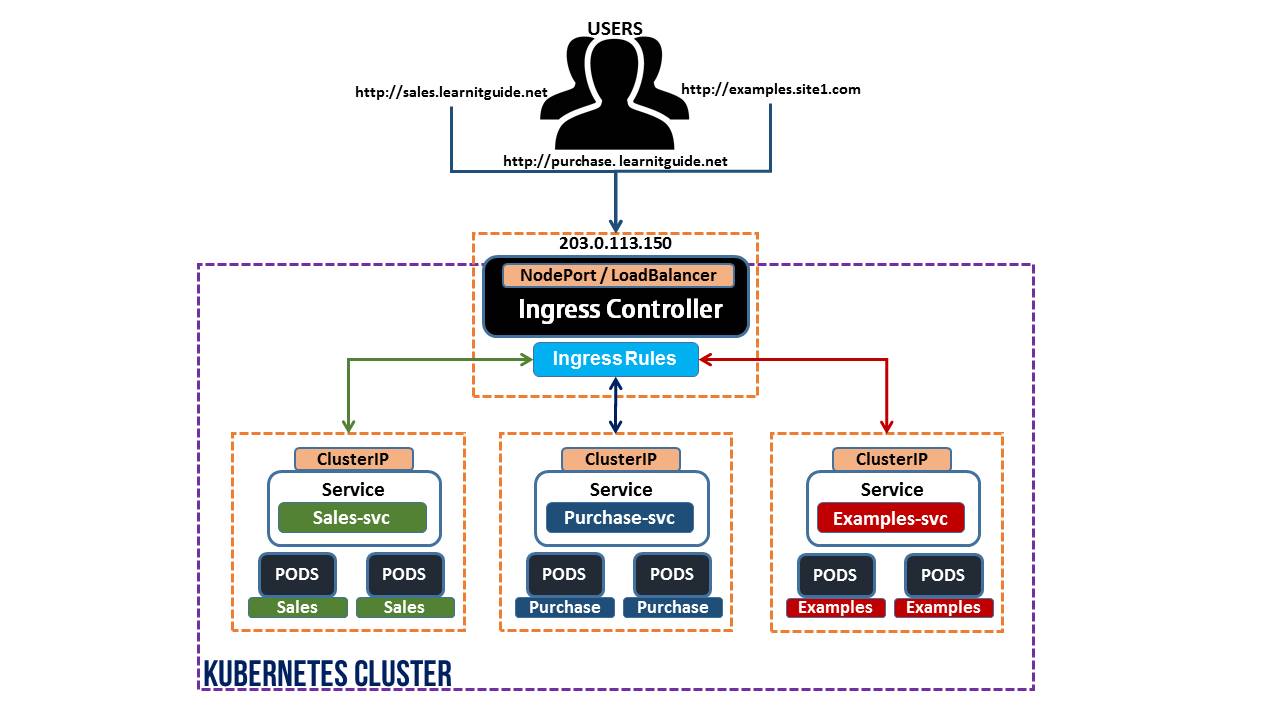 USERS
http://sales.learnitguide.net
http://examples.site1.com
http://purchase. learnitguide.net
203.0.113.150
NodePort / LoadBalancer
Ingress Controller
Ingress Rules
ClusterIP
Service
Sales-svc
PODS
PODS
Sales
Sales
ClusterIP
Service
Purchase-svc
PODS
PODS
Purchase
Purchase
ClusterIP
Service
Examples-svc
PODS
PODS
Examples
Examples
KUBERNETES CLUSTER